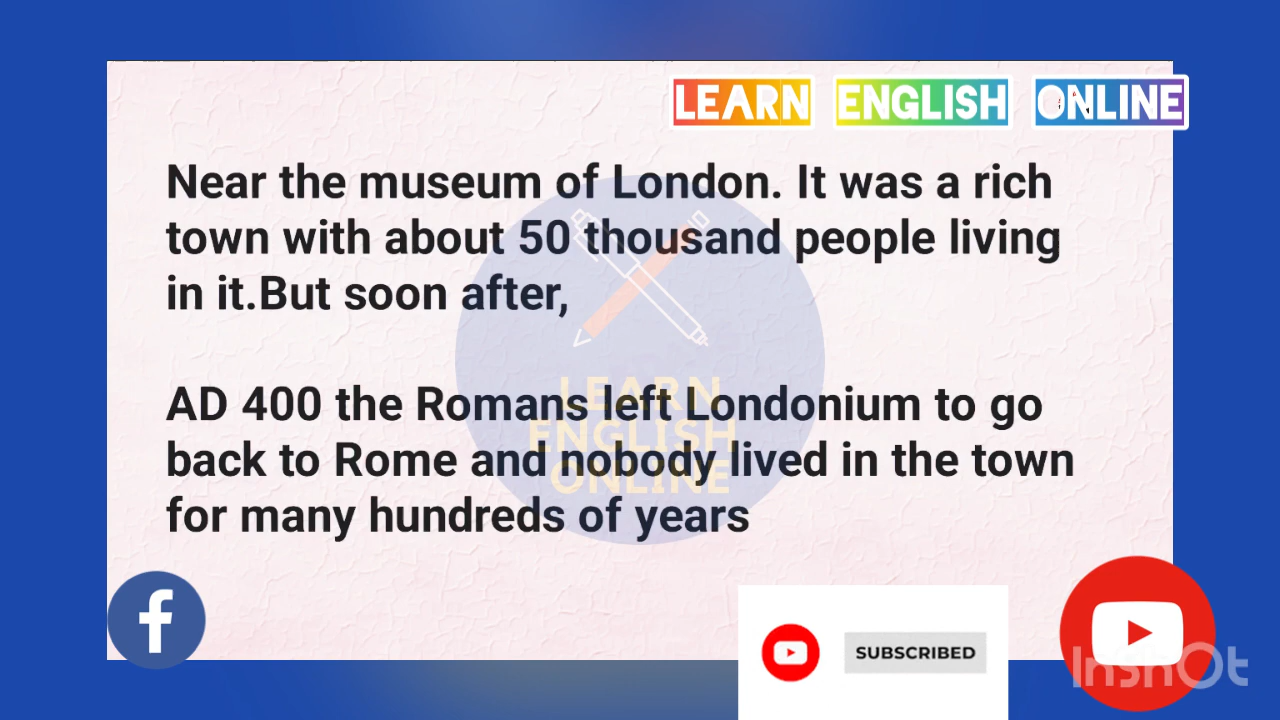 LEARN ENGLISH ONLINE
Near the museum of London. It was a rich
town with about 50 thousand people living
in it.But soon after,
AD 400 the Romans left Londonium to go
back to Rome and nobody lived in the town
for many hundreds of years
LEARN
ENGLISH
ONLINE
SUBSCRIBED
InShOt